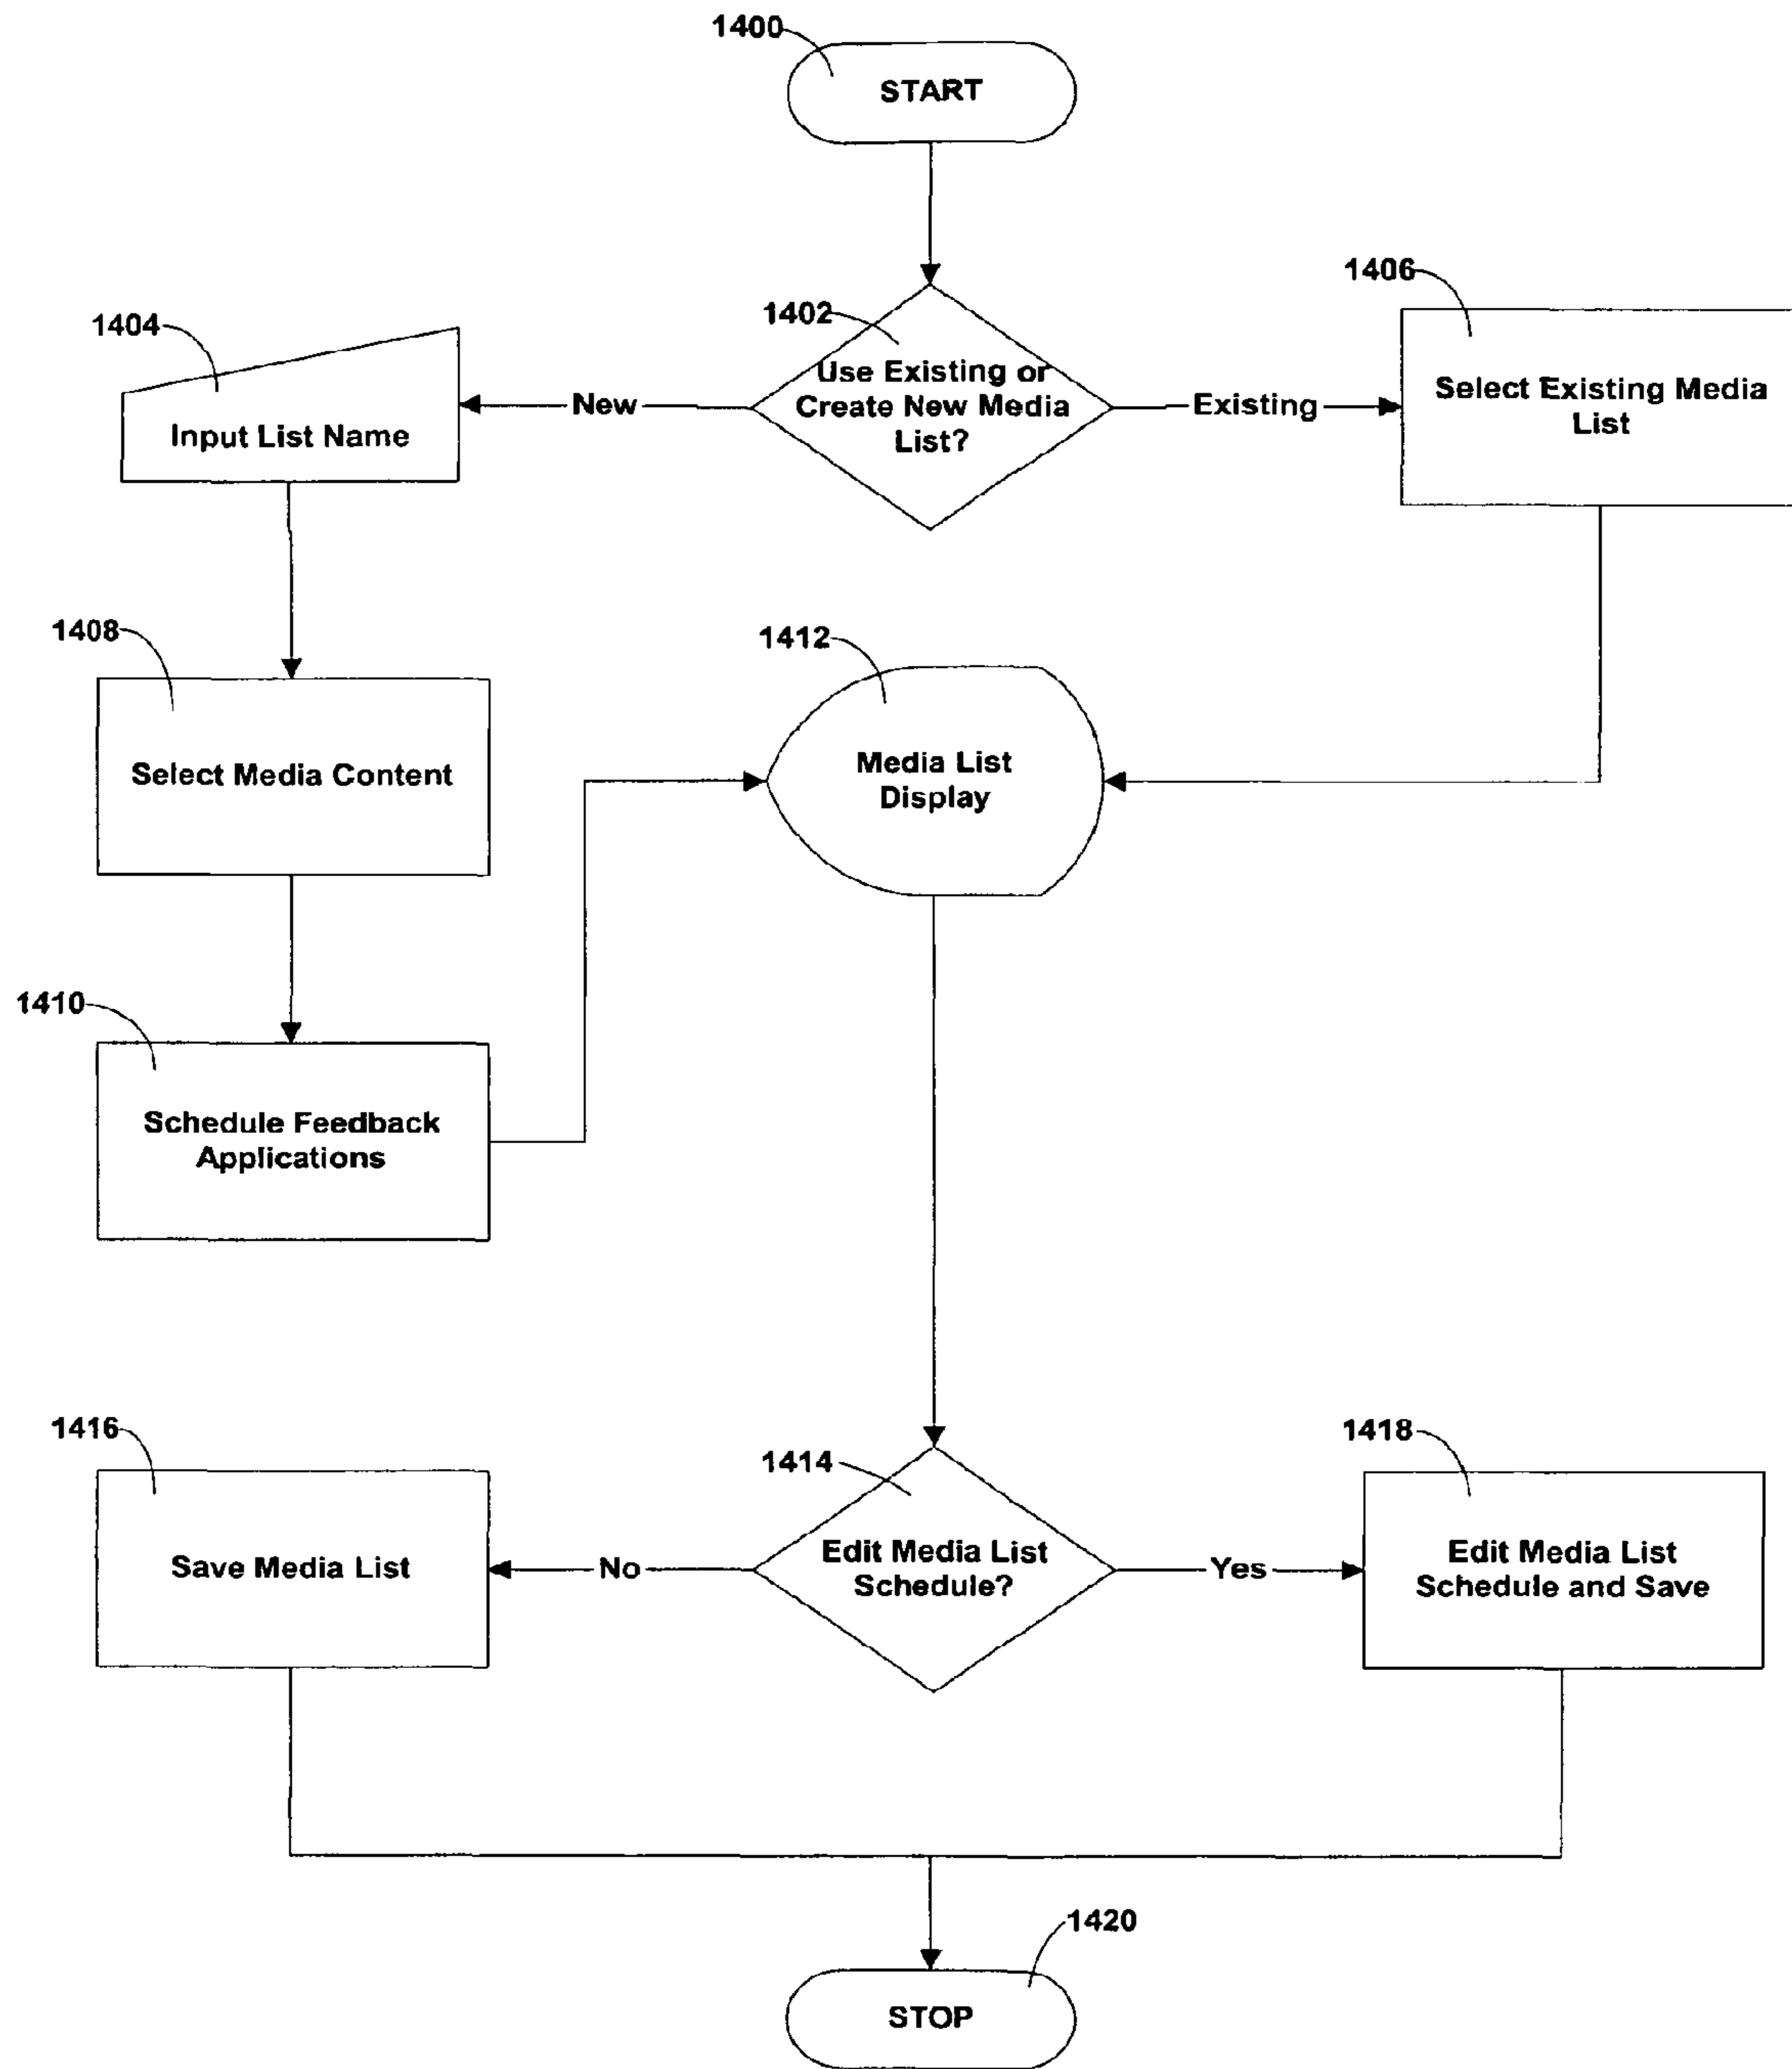 1400
START
1402
Use Existing or
Create New Media
List?
New
Existing
1404
Input List Name
1406
Select Existing Media
List
1408
Select Media Content
1412
Media List
Display
1410
Schedule Feedback
Applications
1416
Save Media List
No
1414
Edit Media List
Schedule?
Yes
1418
Edit Media List
Schedule and Save
1420
STOP